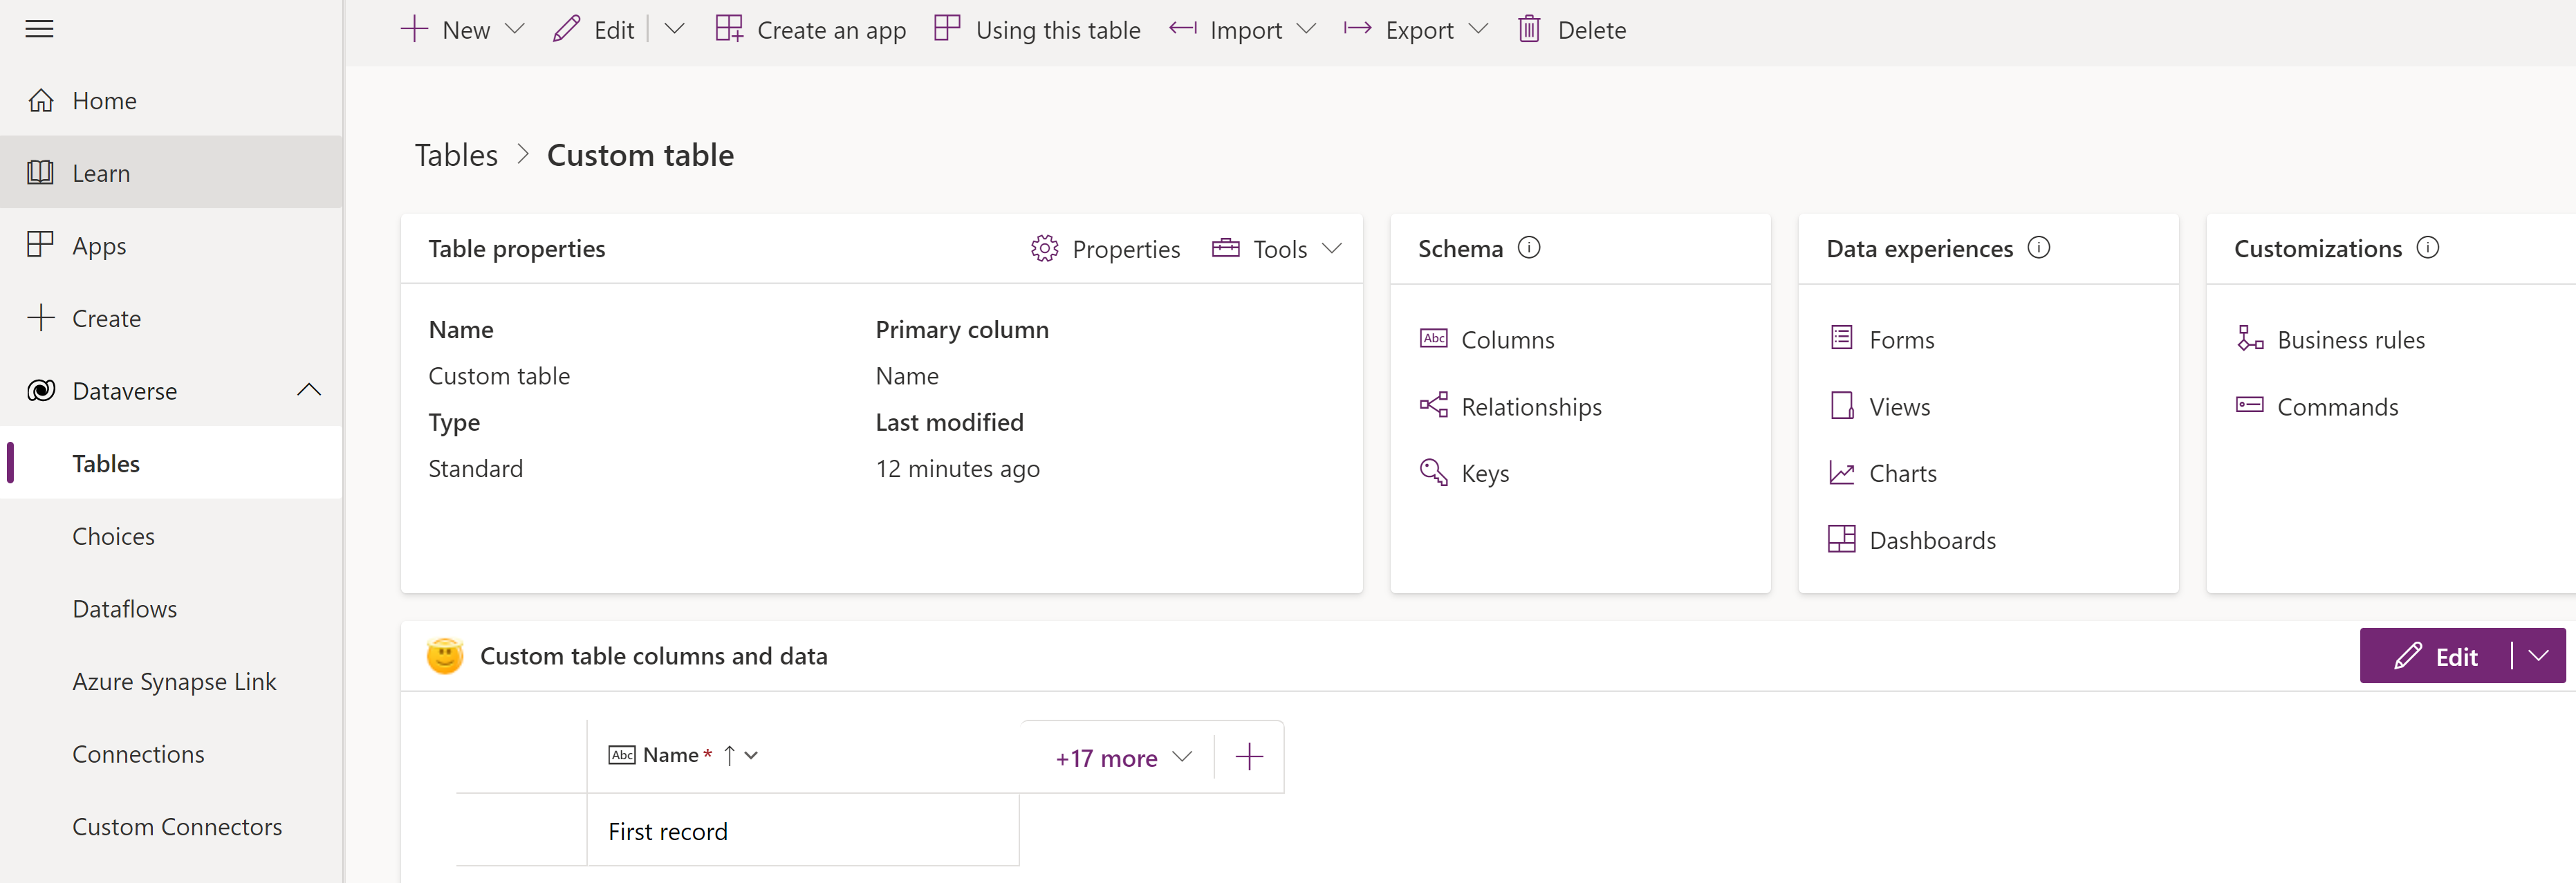 New Edit Create an app Using this table Import Export Delete
Home
Learn
Apps
Create
Dataverse
Tables
Choices
Dataflows
Azure Synapse Link
Connections
Custom Connectors
Tables > Custom table
Table properties Properties Tools
Name
Custom table
Type
Standard
Primary column
Name
Last modified
12 minutes ago
Schema
Abc Columns
Relationships
Keys
Data experiences
Forms
Views
Charts
Dashboards
Customizations
Business rules
Commands
Custom table columns and data Edit
Abc Name * ↑ +17 more
First record